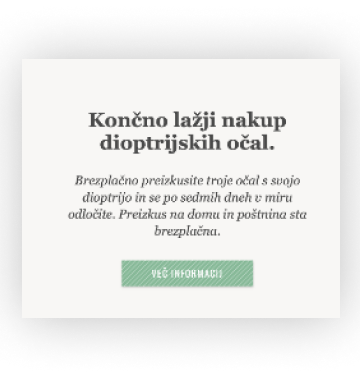 Končno lažji nakup
dioptrijskih očal.
Brezplačno preizkusite troje očal s svojo
dioptrijo in se po sedmih dneh v miru
odločite. Preizkus na domu in poštnina sta
brezplačna.
VEČ INFORMACIJ